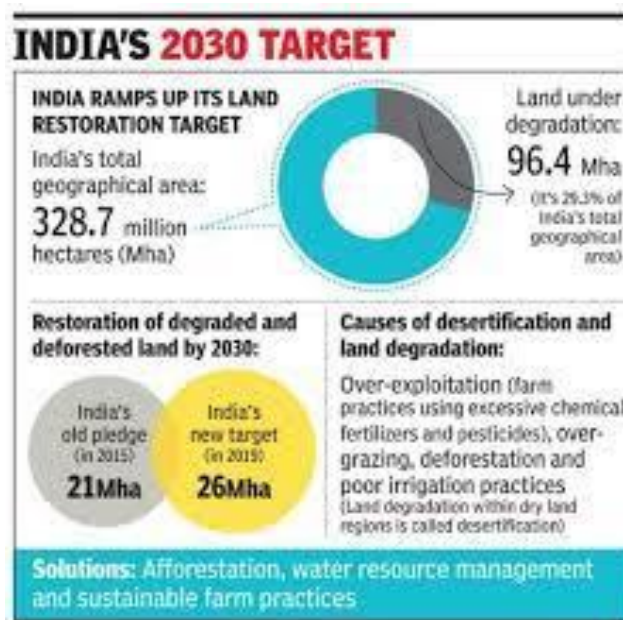 INDIA'S 2030 TARGET
INDIA RAMPS UP ITS LAND
RESTORATION TARGET
India's total
geographical area:
328.7 million
hectares (Mha)
Land under
degradation:
96.4 Mha
(It's 29.3% of
India's total
geographical
area)
Restoration of degraded and
deforested land by 2030:
India's
old pledge
(in 2015)
21Mha
India's
new target
(in 2019)
26Mha
Causes of desertification and
land degradation:
Over-exploitation (farm
practices using excessive chemical
fertilizers and pesticides), over-
grazing, deforestation and
poor irrigation practices
(Land degradation within dry land
regions is called desertification)
Solutions: Afforestation, water resource management
and sustainable farm practices